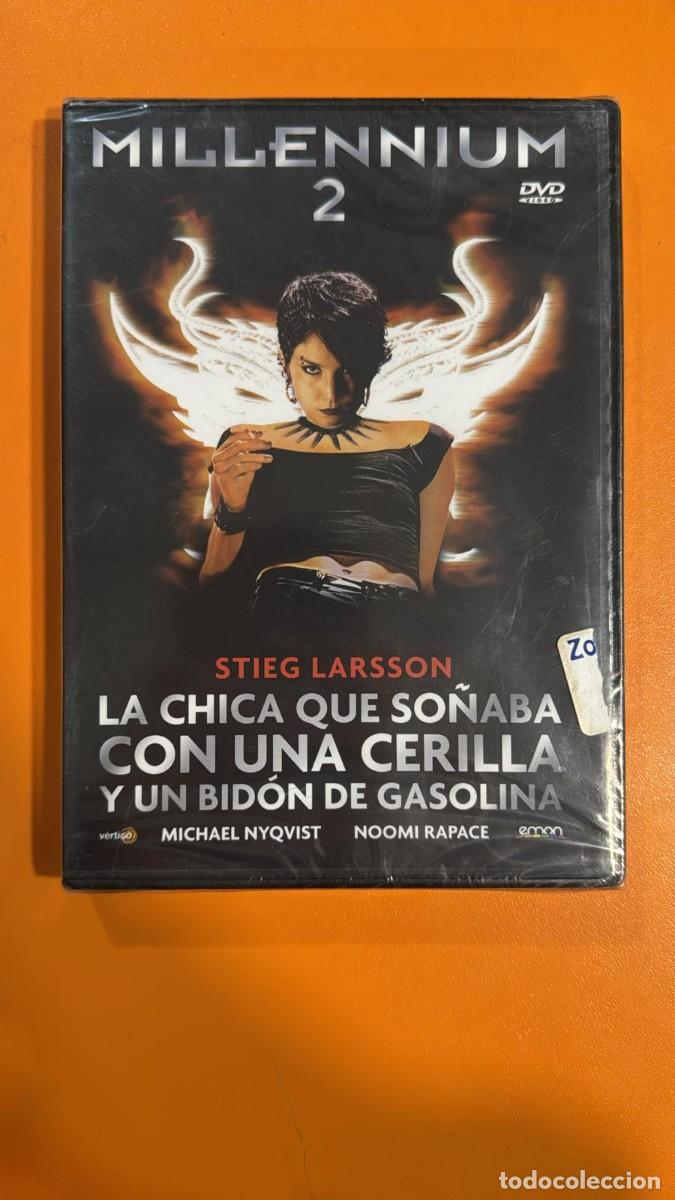 MILLENNIUM
2
DVD
VIDEO
STIEG LARSSON
LA CHICA QUE SOÑABA
CON UNA CERILLA
Y UN BIDÓN DE GASOLINA
vértigo MICHAEL NYQVIST NOOMI RAPACE emon
Zo
todocoleccion